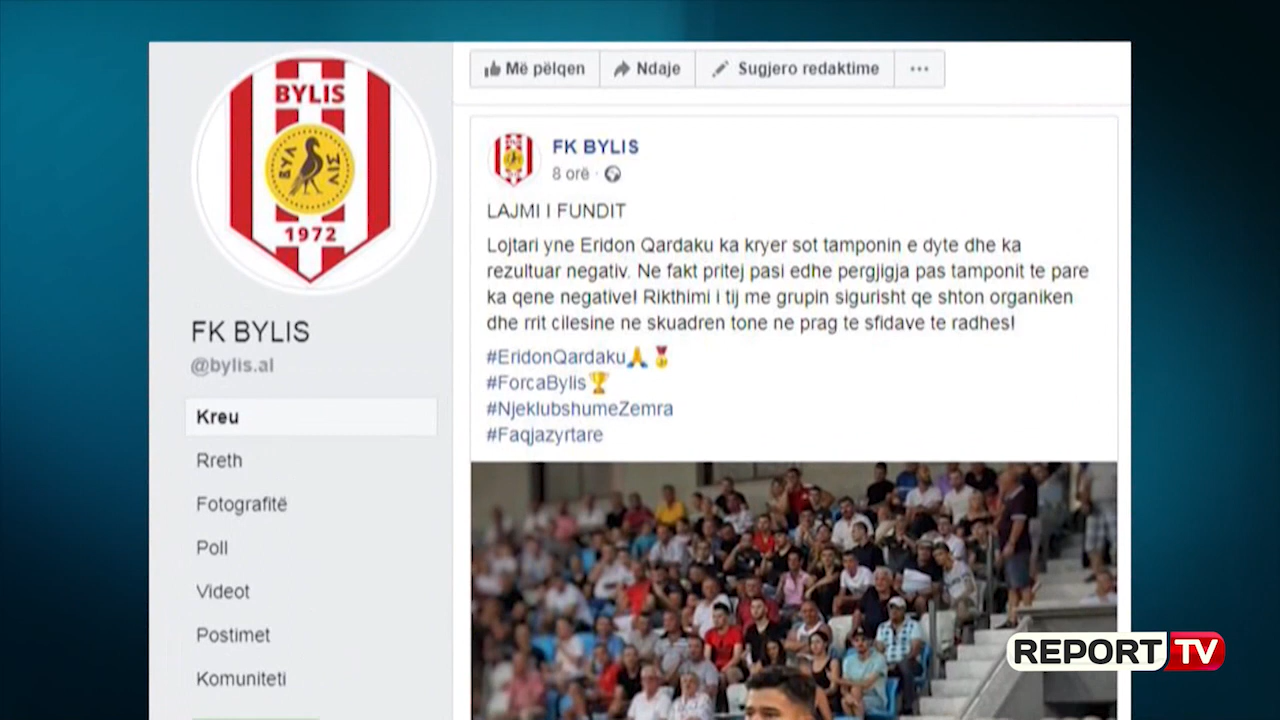 BYLIS
ΒΥΛ
ΣΙV
1972
FK BYLIS
@bylis.al
Kreu
Rreth
Fotografitë
Poll
Videot
Postimet
Komuniteti
Më pëlqen
Ndaje
Sugjero redaktime
FK BYLIS
8 orë ·
LAJMI I FUNDIT
Lojtari yne Eridon Qardaku ka kryer sot tamponin e dyte dhe ka
rezultuar negativ. Ne fakt pritej pasi edhe pergjigja pas tamponit te pare
ka qene negative! Rikthimi i tij me grupin sigurisht qe shton organiken
dhe rrit cilesine ne skuadren tone ne prag te sfidave te radhes!
#EridonQardaku🙏🏅
#ForcaBylis🏆
#NjeklubshumeZemra
#Faqjazyrtare
REPORT TV